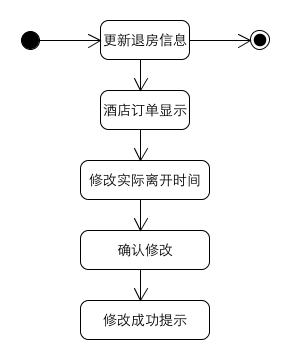 更新退房信息
酒店订单显示
修改实际离开时间
确认修改
修改成功提示